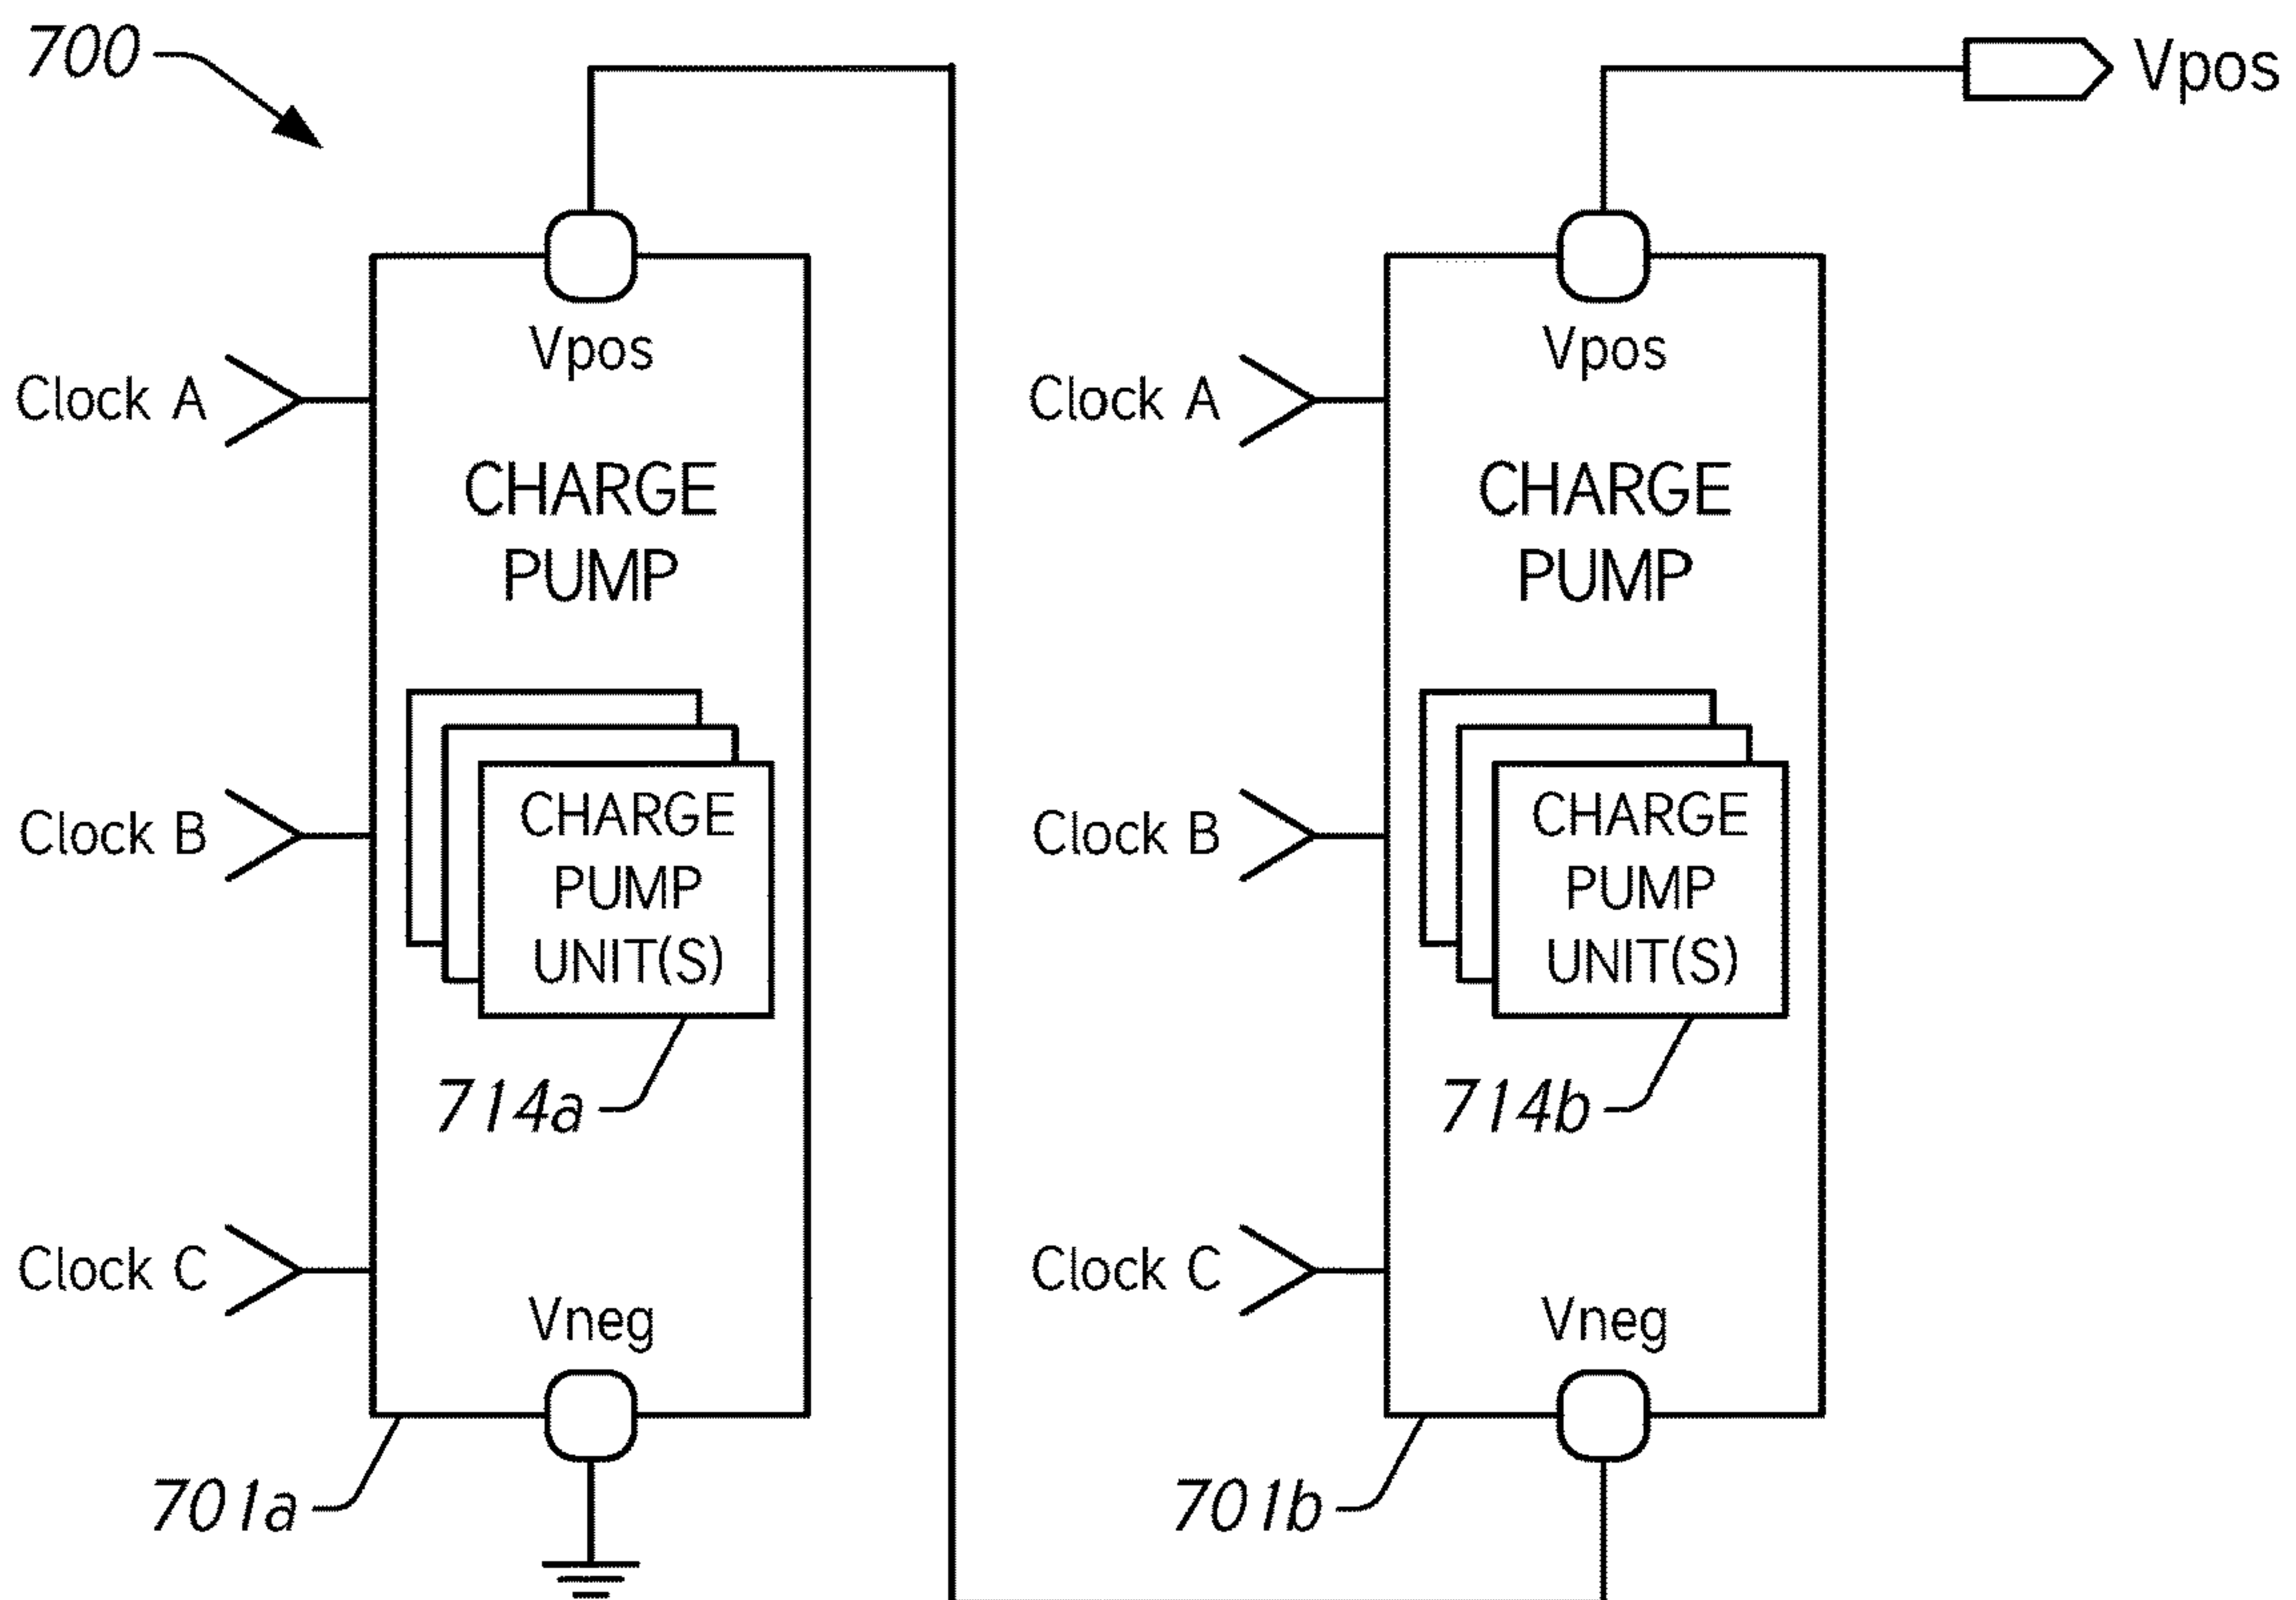 700
Vpos
Vpos
Clock A
CHARGE
PUMP
Clock B
CHARGE
PUMP
UNIT(S)
714a
Clock C
Vneg
701a
Vpos
Clock A
CHARGE
PUMP
Clock B
CHARGE
PUMP
UNIT(S)
714b
Clock C
Vneg
701b